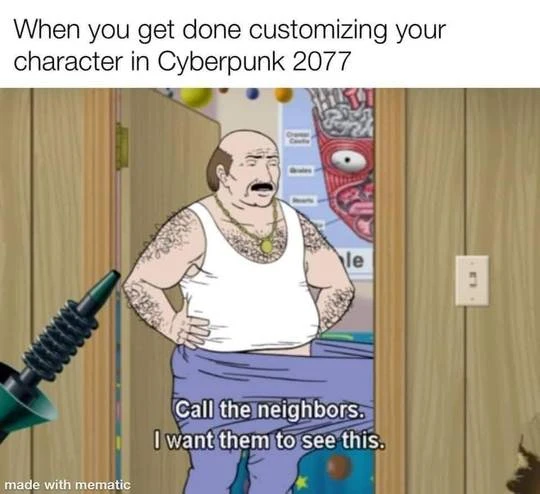 When you get done customizing your
character in Cyberpunk 2077
le
Call the neighbors.
I want them to see this.
made with mematic